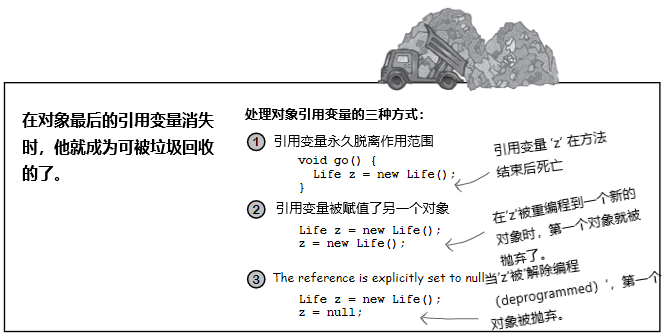 在对象最后的引用变量消失
时，他就成为可被垃圾回收
的了。
处理对象引用变量的三种方式：
1 引用变量永久脱离作用范围
void go() {
Life z = new Life();
}
引用变量 'z' 在方法
结束后死亡
2 引用变量被赋值了另一个对象
Life z = new Life();
z = new Life();
在'z'被重编程到一个新的
对象时，第一个对象就被
抛弃了。
3 The reference is explicitly set to null
Life z = new Life();
z = null;
当'z'被'解除编程
（deprogrammed）'，第一个
对象被抛弃。